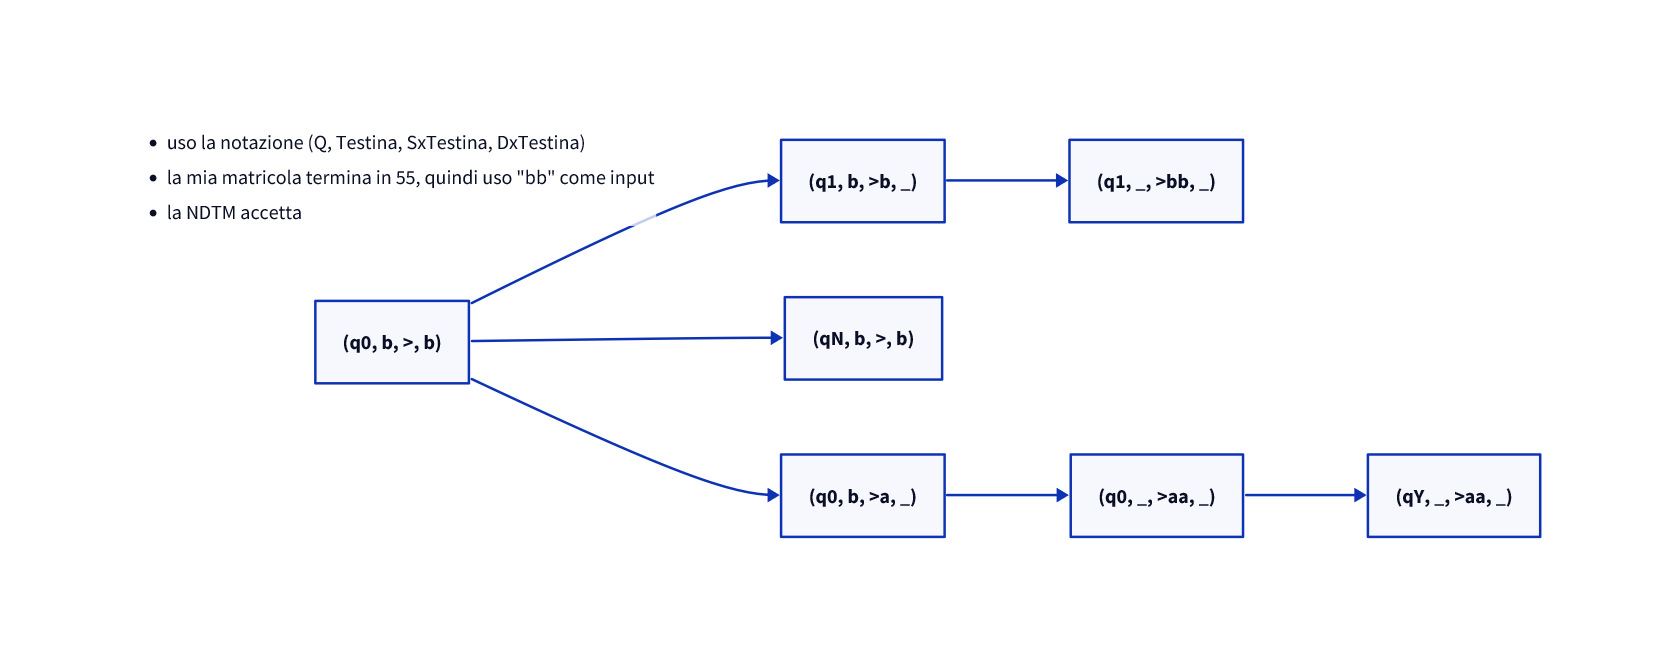 uso la notazione (Q, Testina, SxTestina, DxTestina)
la mia matricola termina in 55, quindi uso "bb" come input
la NDTM accetta
(q1, b, >b, _)
(q1, _, >bb, _)
(q0, b, >, b)
(qN, b, >, b)
(q0, b, >a, _)
(q0, _, >aa, _)
(qY, _, >aa, _)